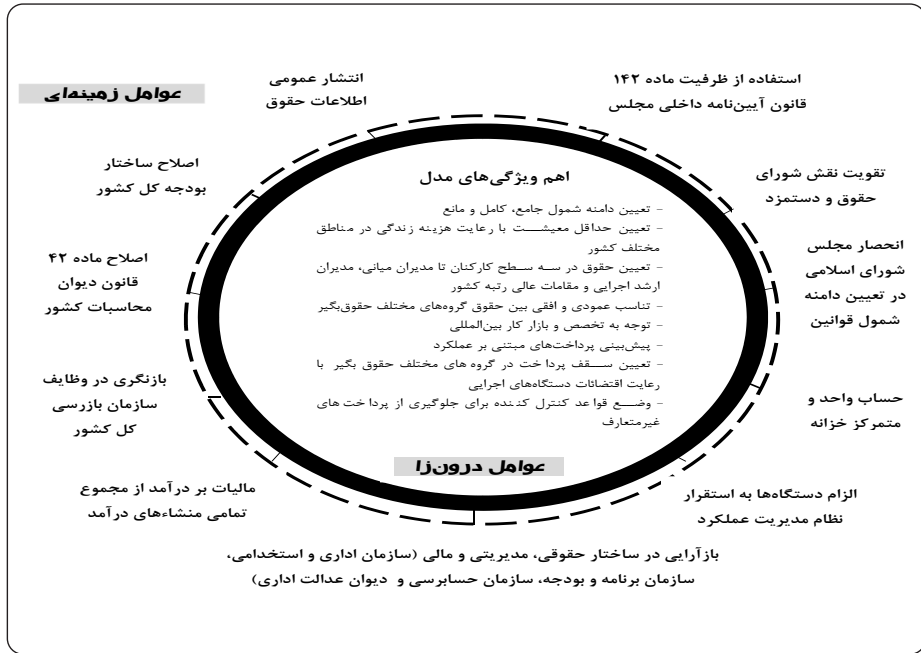 استفاده از ظرفیت ماده ۱۴۲
قانون آیین‌نامه داخلی مجلس
انتشار عمومی
اطلاعات حقوق
عوامل زمینه‌ای
تقویت نقش شورای
حقوق و دستمزد
اصلاح ساختار
بودجه کل کشور
انحصار مجلس
شورای اسلامی
در تعیین دامنه
شمول قوانین
اصلاح ماده ۴۲
قانون دیوان
محاسبات کشور
حساب واحد و
متمرکز خزانه
بازنگری در وظایف
سازمان بازرسی
کل کشور
الزام دستگاه‌ها به استقرار
نظام مدیریت عملکرد
مالیات بر درآمد از مجموع
تمامی منشاءهای درآمد
اهم ویژگی‌های مدل
- تعیین دامنه شمول جامع، کامل و مانع
- تعیین حداقل معیشت با رعایت هزینه زندگی در مناطق
مختلف کشور
- تعیین حقوق در سه سطح کارکنان تا مدیران میانی، مدیران
ارشد اجرایی و مقامات عالی رتبه کشور
- تناسب عمودی و افقی بین حقوق گروه‌های مختلف حقوق‌بگیر
- توجه به تخصص و بازار کار بین‌المللی
- پیش‌بینی پرداخت‌های مبتنی بر عملکرد
- تعیین سقف پرداخت در گروه های مختلف حقوق بگیر با
رعایت اقتضائات دستگاه‌های اجرایی
- وضع قواعد کنترل کننده برای جلوگیری از پرداخت های
غیرمتعارف
عوامل درون‌زا
بازآرایی در ساختار حقوقی، مدیریتی و مالی (سازمان اداری و استخدامی،
سازمان برنامه و بودجه، سازمان حسابرسی و دیوان عدالت اداری)